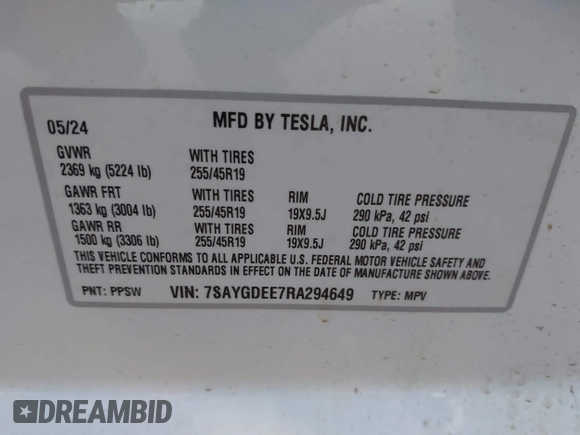 05/24 MFD BY TESLA, INC.
GVWR WITH TIRES
2369 kg (5224 lb) 255/45R19
GAWR FRT WITH TIRES RIM COLD TIRE PRESSURE
1363 kg (3004 lb) 255/45R19 19X9.5J 290 kPa, 42 psi
GAWR RR WITH TIRES RIM COLD TIRE PRESSURE
1500 kg (3306 lb) 255/45R19 19X9.5J 290 kPa, 42 psi
THIS VEHICLE CONFORMS TO ALL APPLICABLE U.S. FEDERAL MOTOR VEHICLE SAFETY AND
THEFT PREVENTION STANDARDS IN EFFECT ON THE DATE OF MANUFACTURE SHOWN ABOVE.
PNT: PPSW VIN: 7SAYGDEE7RA294649 TYPE: MPV
DREAMBID